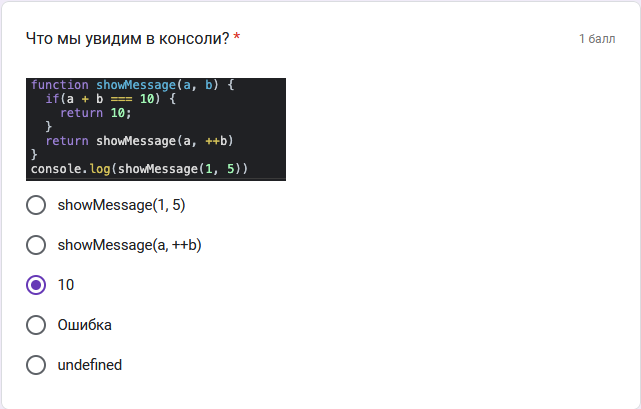 Что мы увидим в консоли? *
1 балл
function showMessage(a, b) {
  if(a + b === 10) {
    return 10;
  }
  return showMessage(a, ++b)
}
console.log(showMessage(1, 5))
showMessage(1, 5)
showMessage(a, ++b)
10
Ошибка
undefined